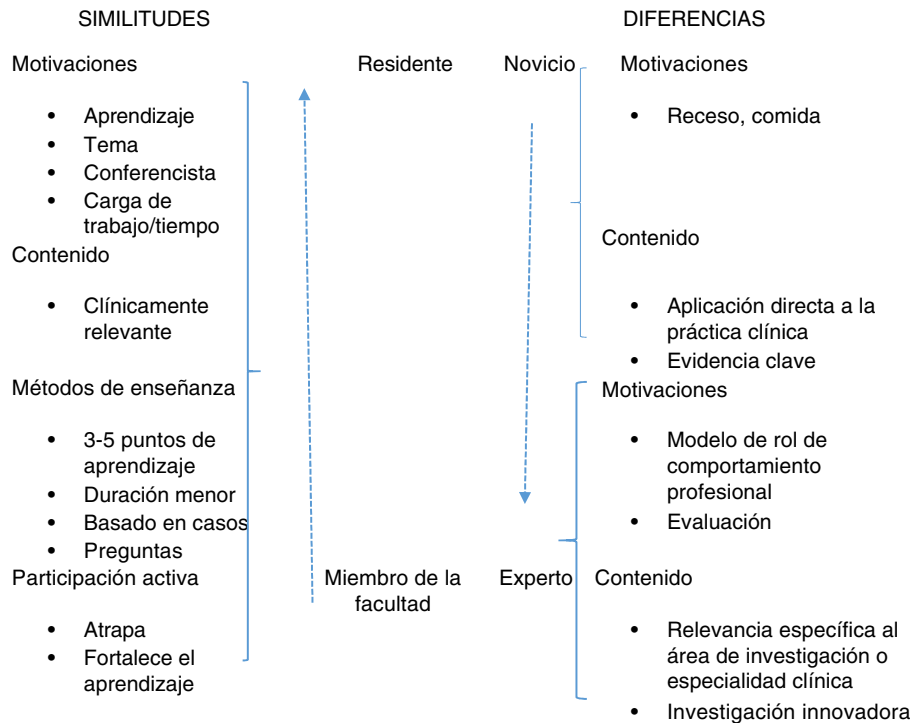 SIMILITUDES
Motivaciones
• Aprendizaje
• Tema
• Conferencista
• Carga de
trabajo/tiempo
Contenido
• Clínicamente
relevante
Métodos de enseñanza
• 3-5 puntos de
aprendizaje
• Duración menor
• Basado en casos
• Preguntas
Participación activa
• Atrapa
• Fortalece el
aprendizaje
Residente
Miembro de la
facultad
Novicio
Experto
DIFERENCIAS
Motivaciones
• Receso, comida
Contenido
• Aplicación directa a la
práctica clínica
• Evidencia clave
Motivaciones
• Modelo de rol de
comportamiento
profesional
• Evaluación
Contenido
• Relevancia específica al
área de investigación o
especialidad clínica
• Investigación innovadora